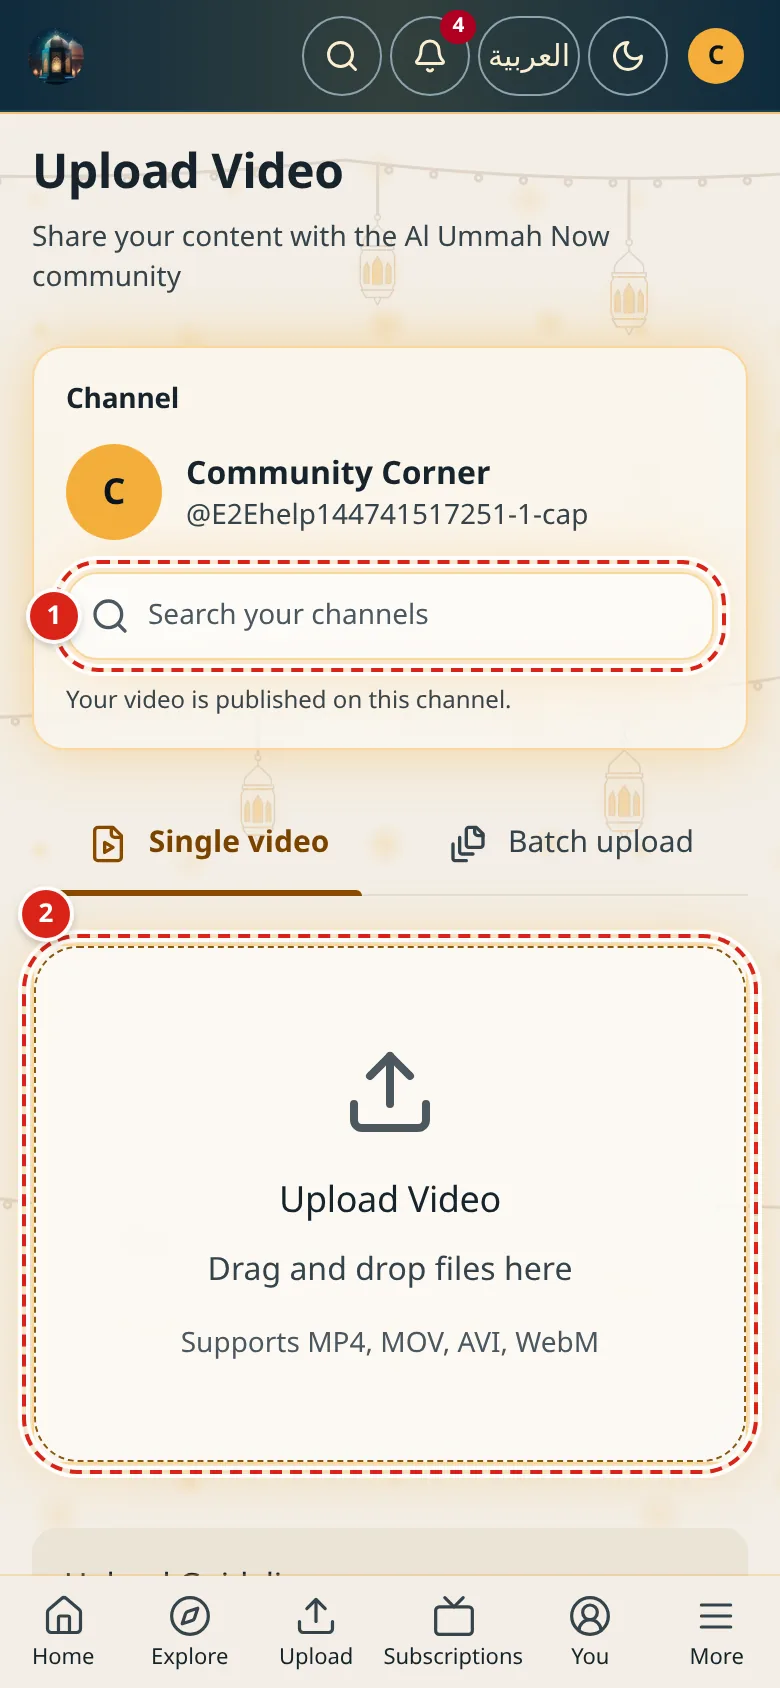 4
العربية
C
Upload Video
Share your content with the Al Ummah Now
community
Channel
C
Community Corner
@E2Ehelp144741517251-1-cap
1
Search your channels
Your video is published on this channel.
Single video
Batch upload
2
Upload Video
Drag and drop files here
Supports MP4, MOV, AVI, WebM
Home
Explore
Upload
Subscriptions
You
More